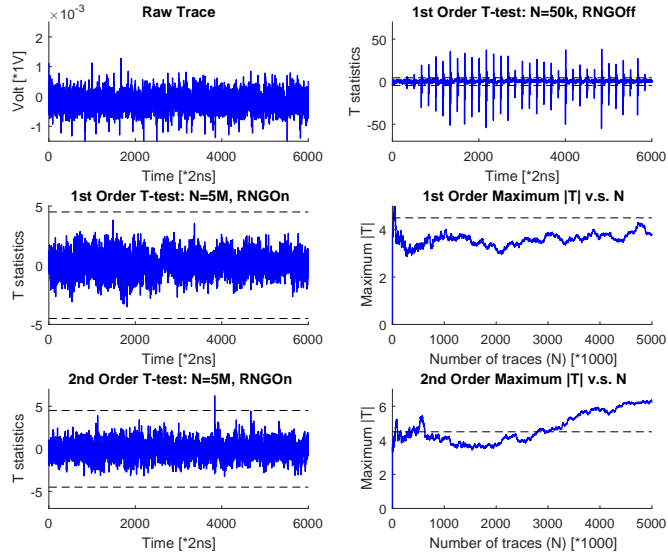 Raw Trace
×10⁻³
Volt [*1V]
2
1
0
-1
0
2000
4000
6000
Time [*2ns]
1st Order T-test: N=50k, RNGOff
T statistics
50
0
-50
0
2000
4000
6000
Time [*2ns]
1st Order T-test: N=5M, RNGOn
T statistics
5
0
-5
0
2000
4000
6000
Time [*2ns]
1st Order Maximum |T| v.s. N
Maximum |T|
4
2
0
0
1000
2000
3000
4000
5000
Number of traces (N) [*1000]
2nd Order T-test: N=5M, RNGOn
T statistics
5
0
-5
0
2000
4000
6000
Time [*2ns]
2nd Order Maximum |T| v.s. N
Maximum |T|
6
4
2
0
0
1000
2000
3000
4000
5000
Number of traces (N) [*1000]